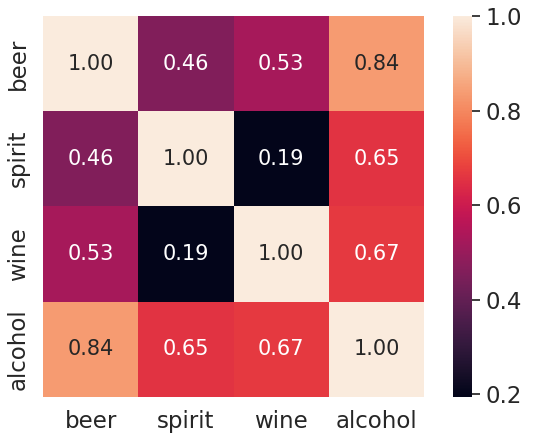 beer 1.00 0.46 0.53 0.84
spirit 0.46 1.00 0.19 0.65
wine 0.53 0.19 1.00 0.67
alcohol 0.84 0.65 0.67 1.00
beer spirit wine alcohol
1.0
0.8
0.6
0.4
0.2